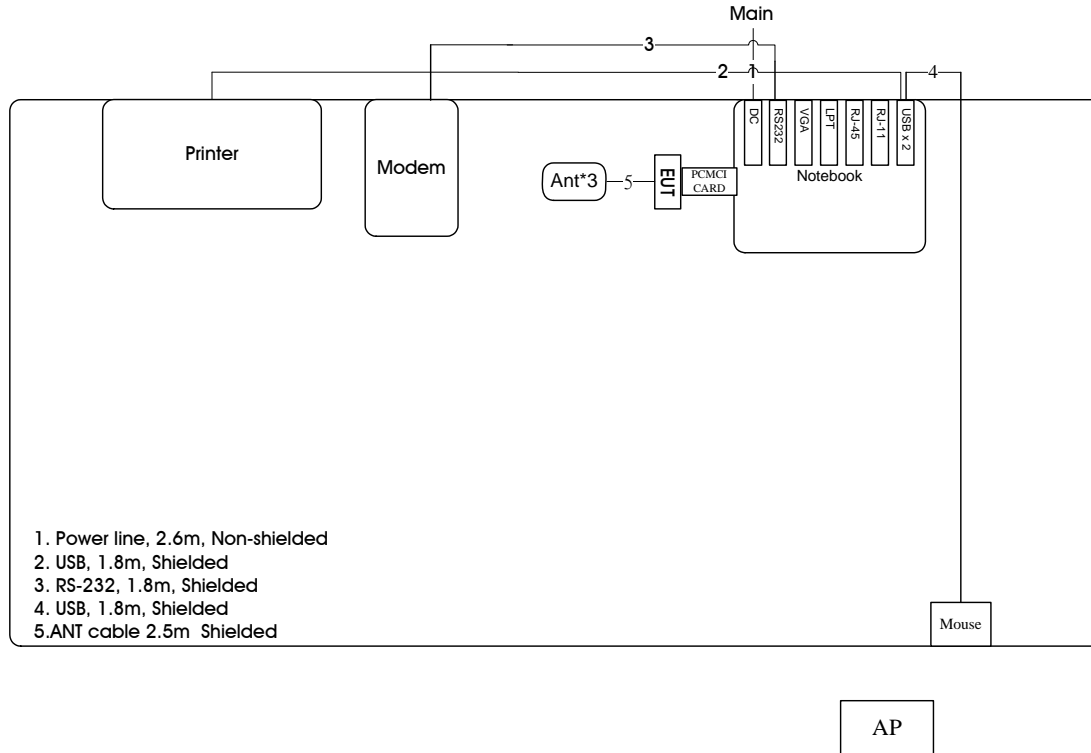 Main
3
2
1
4
Printer
Modem
Ant*3
5
EUT
PCMCI
CARD
DC
RS232
VGA
LPT
RJ-45
RJ-11
USB x 2
Notebook
1. Power line, 2.6m, Non-shielded
2. USB, 1.8m, Shielded
3. RS-232, 1.8m, Shielded
4. USB, 1.8m, Shielded
5.ANT cable 2.5m Shielded
Mouse
AP